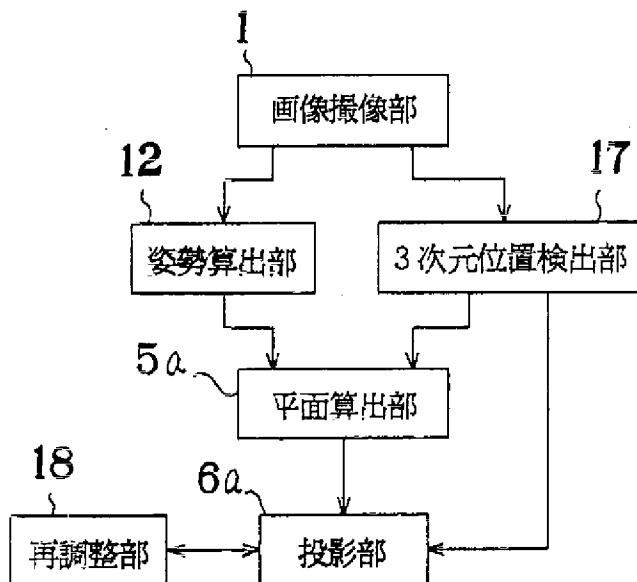 1
画像撮像部
12
17
姿勢算出部
3次元位置検出部
5a
平面算出部
18
6a
再調整部
投影部